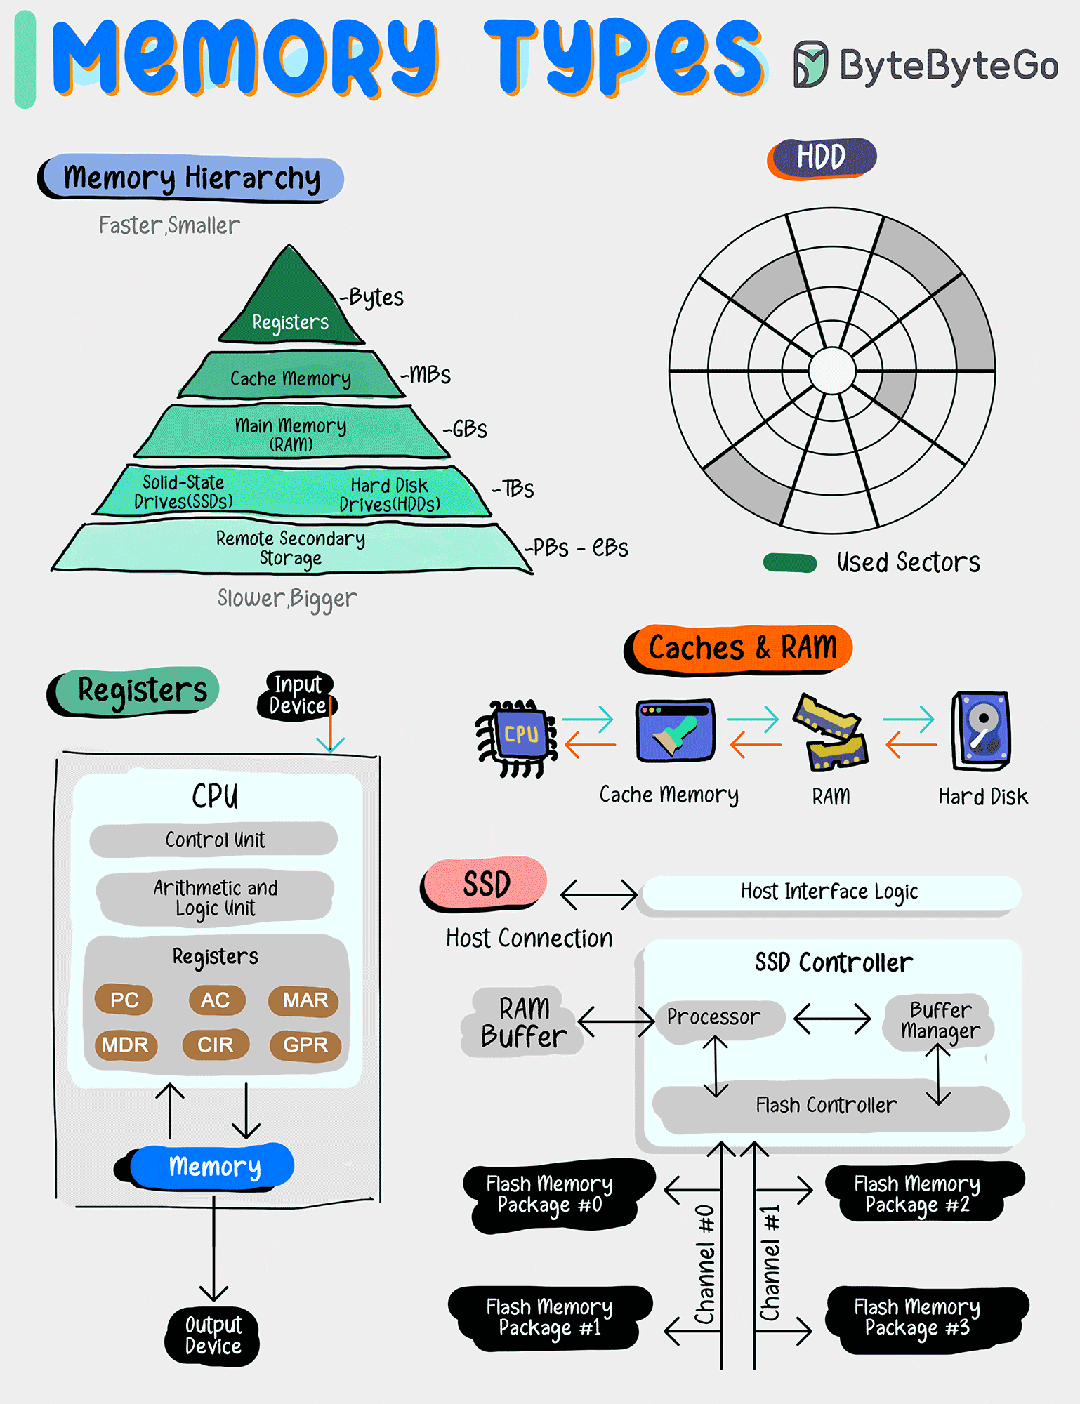 Memory Types
ByteByteGo
Memory Hierarchy
Faster,Smaller
Registers
-Bytes
Cache Memory
-MBs
Main Memory
(RAM)
-GBs
Solid-State
Drives(SSDs)
Hard Disk
Drives(HDDs)
-TBs
Remote Secondary
Storage
-PBs - eBs
Slower,Bigger
HDD
Used Sectors
Caches & RAM
CPU
Cache Memory
RAM
Hard Disk
Registers
Input
Device
CPU
Control Unit
Arithmetic and
Logic Unit
Registers
PC
AC
MAR
MDR
CIR
GPR
Memory
Output
Device
SSD
Host Connection
Host Interface Logic
SSD Controller
RAM
Buffer
Processor
Buffer
Manager
Flash Controller
Flash Memory
Package #0
Flash Memory
Package #1
Channel #0
Channel #1
Flash Memory
Package #2
Flash Memory
Package #3